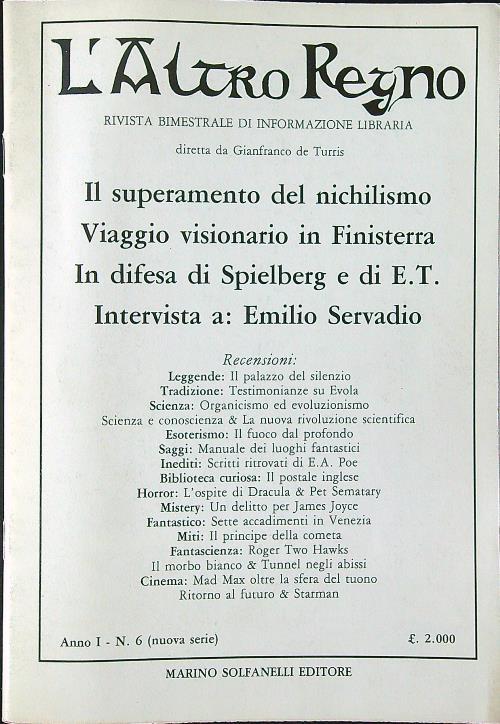 L'Altro Regno
RIVISTA BIMESTRALE DI INFORMAZIONE LIBRARIA
diretta da Gianfranco de Turris
Il superamento del nichilismo
Viaggio visionario in Finisterra
In difesa di Spielberg e di E.T.
Intervista a: Emilio Servadio
Recensioni:
Leggende: Il palazzo del silenzio
Tradizione: Testimonianze su Evola
Scienza: Organicismo ed evoluzionismo
Scienza e conoscienza & La nuova rivoluzione scientifica
Esoterismo: Il fuoco dal profondo
Saggi: Manuale dei luoghi fantastici
Inediti: Scritti ritrovati di E.A. Poe
Biblioteca curiosa: Il postale inglese
Horror: L'ospite di Dracula & Pet Sematary
Mistery: Un delitto per James Joyce
Fantastico: Sette accadimenti in Venezia
Miti: Il principe della cometa
Fantascienza: Roger Two Hawks
Il morbo bianco & Tunnel negli abissi
Cinema: Mad Max oltre la sfera del tuono
Ritorno al futuro & Starman
Anno I - N. 6 (nuova serie) £. 2.000
MARINO SOLFANELLI EDITORE